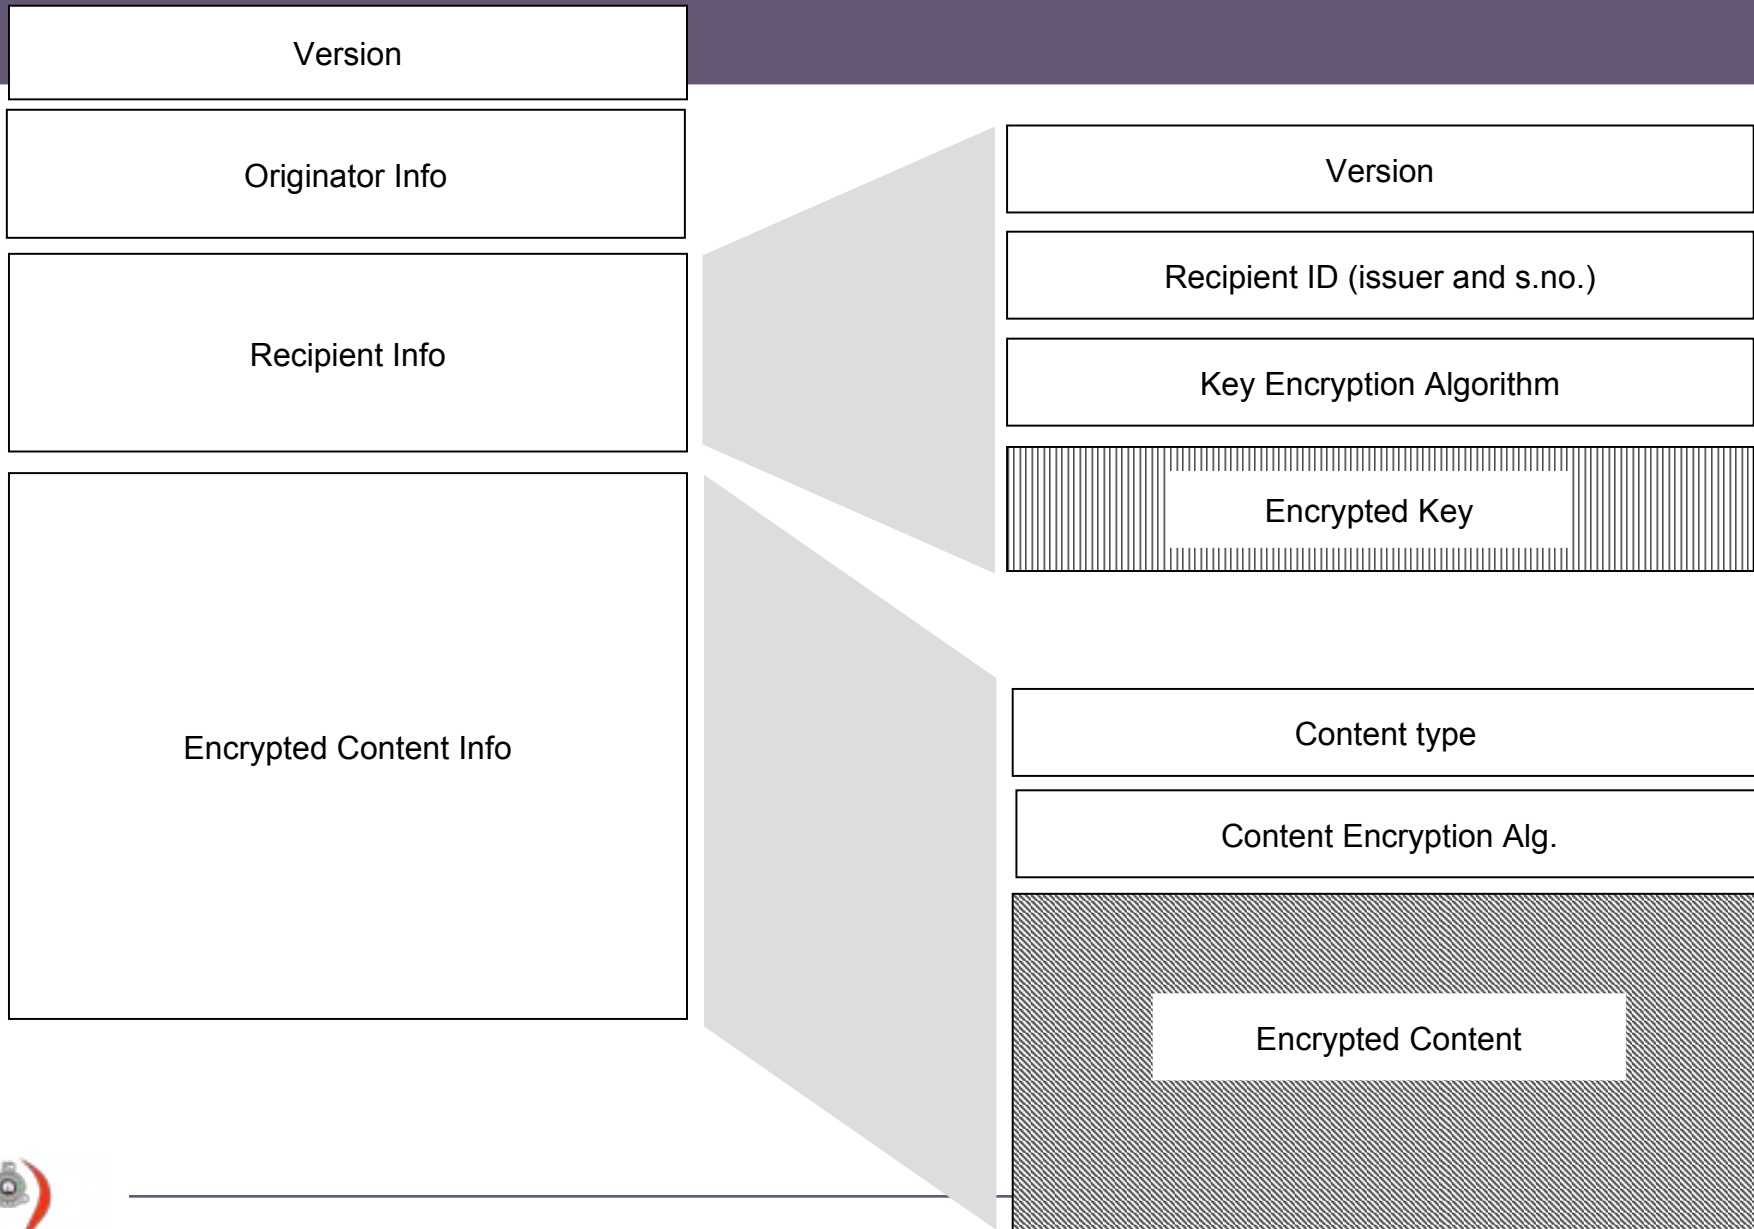 Version
Originator Info
Recipient Info
Encrypted Content Info
Version
Recipient ID (issuer and s.no.)
Key Encryption Algorithm
Encrypted Key
Content type
Content Encryption Alg.
Encrypted Content